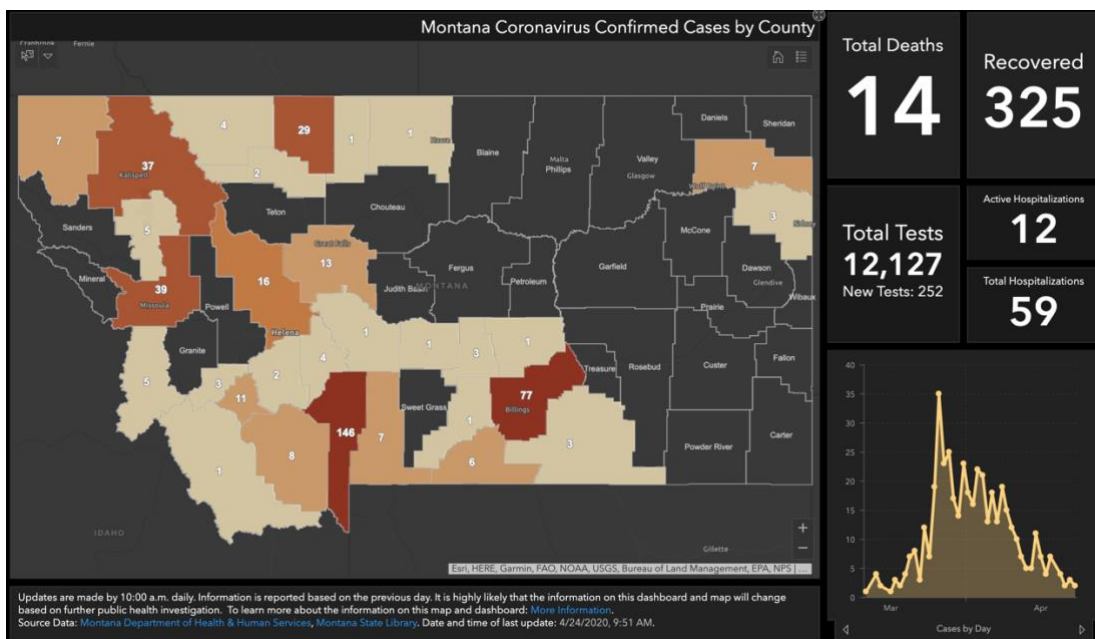 Montana Coronavirus Confirmed Cases by County
Fernie
7
4
29
1
1
Havre
37
Kalispell
2
Blaine
Malta
Phillips
Valley
Glasgow
Daniels
Sheridan
7
3
Sidney
Sanders
5
Teton
Chouteau
Great Falls
13
Mineral
39
Missoula
Powell
16
Helena
Judith Basin
Fergus
MONTANA
Petroleum
Garfield
McCone
Dawson
Glendive
Wibaux
Prairie
Granite
5
3
11
2
4
1
1
3
1
Treasure
Rosebud
Custer
Fallon
77
Billings
Sweet Grass
1
146
7
8
1
6
3
Powder River
Carter
IDAHO
Gillette
+
−
Esri, HERE, Garmin, FAO, NOAA, USGS, Bureau of Land Management, EPA, NPS | ...
Updates are made by 10:00 a.m. daily. Information is reported based on the previous day. It is highly likely that the information on this dashboard and map will change
based on further public health investigation. To learn more about the information on this map and dashboard: More Information.
Source Data: Montana Department of Health & Human Services, Montana State Library. Date and time of last update: 4/24/2020, 9:51 AM.
Total Deaths
14
Recovered
325
Total Tests
12,127
New Tests: 252
Active Hospitalizations
12
Total Hospitalizations
59
40
35
30
25
20
15
10
5
0
Mar
Apr
Cases by Day